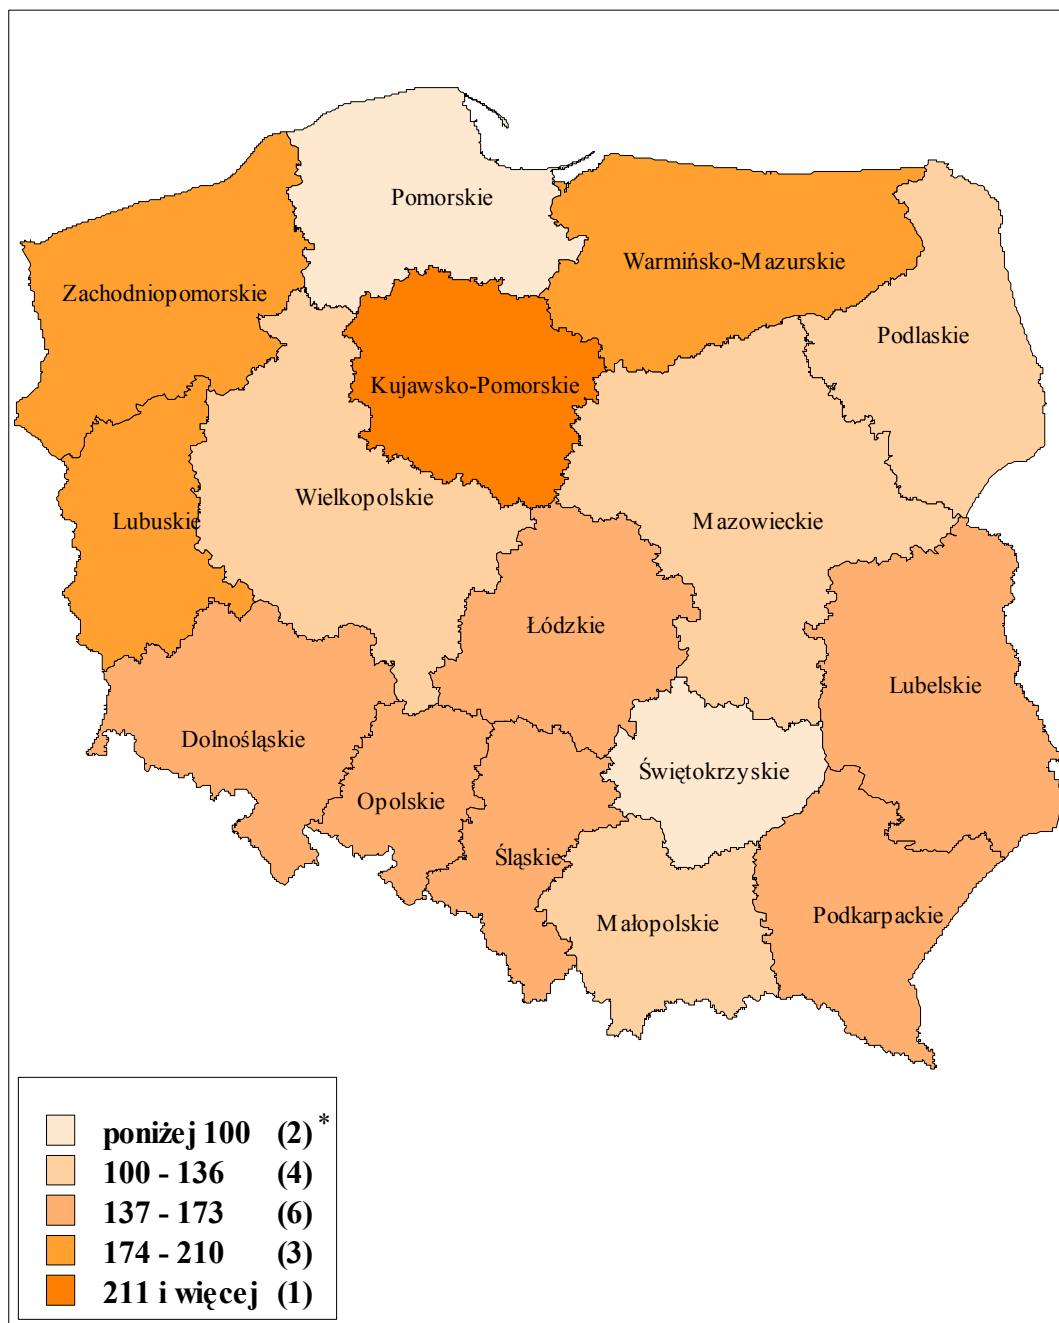 Pomorskie
Warmińsko-Mazurskie
Zachodniopomorskie
Podlaskie
Kujawsko-Pomorskie
Wielkopolskie
Lubuskie
Mazowieckie
Łódzkie
Lubelskie
Dolnośląskie
Świętokrzyskie
Opolskie
Śląskie
Podkarpackie
Małopolskie
poniżej 100 (2)*
100 - 136 (4)
137 - 173 (6)
174 - 210 (3)
211 i więcej (1)